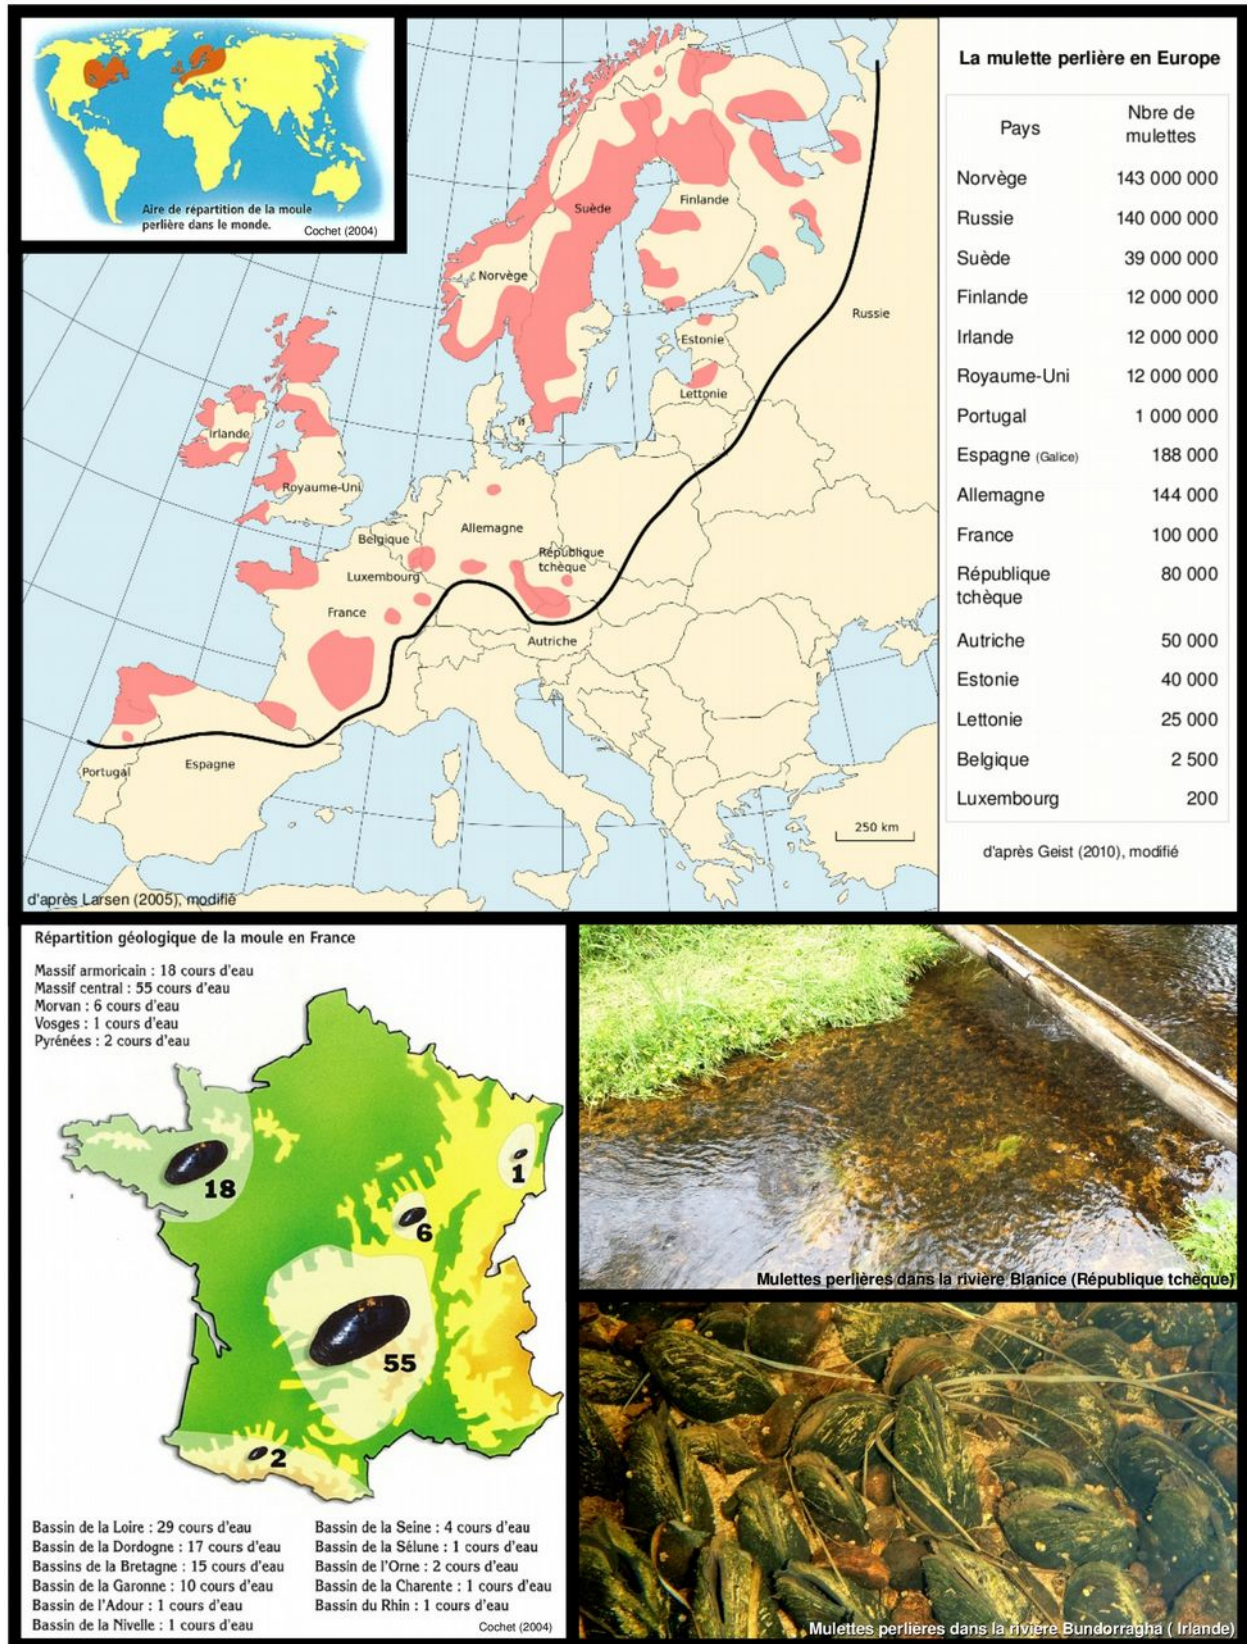 Aire de répartition de la moule
perlière dans le monde.
Cochet (2004)
Suède
Finlande
Norvège
Russie
Estonie
Lettonie
Irlande
Royaume-Uni
Allemagne
Belgique
République
tchèque
Luxembourg
France
Autriche
Portugal
Espagne
250 km
d'après Larsen (2005), modifié
La mulette perlière en Europe
Pays Nbre de
mulettes
Norvège 143 000 000
Russie 140 000 000
Suède 39 000 000
Finlande 12 000 000
Irlande 12 000 000
Royaume-Uni 12 000 000
Portugal 1 000 000
Espagne (Galice) 188 000
Allemagne 144 000
France 100 000
République 80 000
tchèque
Autriche 50 000
Estonie 40 000
Lettonie 25 000
Belgique 2 500
Luxembourg 200
d'après Geist (2010), modifié
Répartition géologique de la moule en France
Massif armoricain : 18 cours d'eau
Massif central : 55 cours d'eau
Morvan : 6 cours d'eau
Vosges : 1 cours d'eau
Pyrénées : 2 cours d'eau
18
1
6
55
2
Bassin de la Loire : 29 cours d'eau
Bassin de la Dordogne : 17 cours d'eau
Bassins de la Bretagne : 15 cours d'eau
Bassin de la Garonne : 10 cours d'eau
Bassin de l'Adour : 1 cours d'eau
Bassin de la Nivelle : 1 cours d'eau
Bassin de la Seine : 4 cours d'eau
Bassin de la Sélune : 1 cours d'eau
Bassin de l'Orne : 2 cours d'eau
Bassin de la Charente : 1 cours d'eau
Bassin du Rhin : 1 cours d'eau
Cochet (2004)
Mulettes perlières dans la rivière Blanice (République tchèque)
Mulettes perlières dans la rivière Bundorragha ( Irlande)